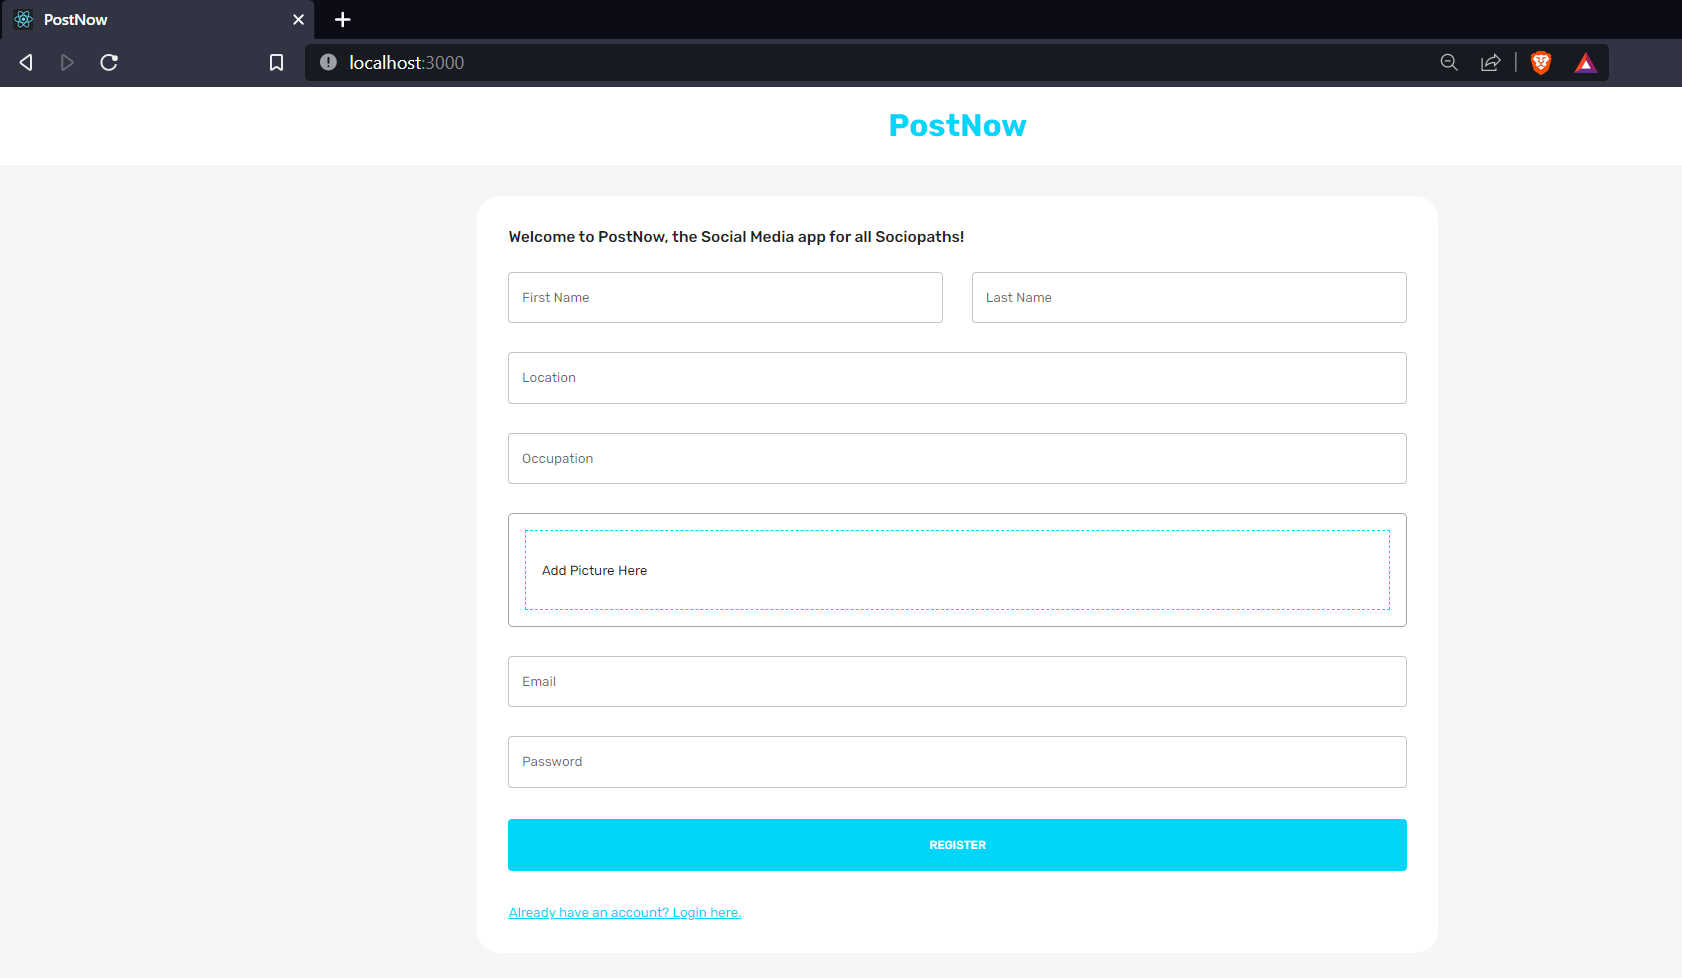 PostNow
localhost:3000
PostNow
Welcome to PostNow, the Social Media app for all Sociopaths!
First Name
Last Name
Location
Occupation
Add Picture Here
Email
Password
REGISTER
Already have an account? Login here.